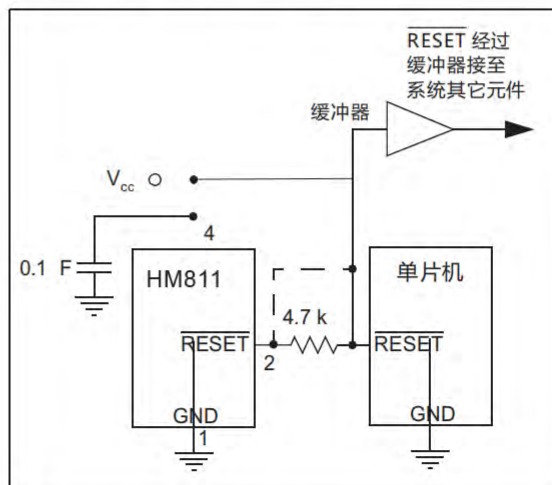 RESET 经过
缓冲器接至
系统其它元件
缓冲器
Vcc
4
0.1 F
HM811
单片机
4.7 k
RESET
2
RESET
GND
1
GND